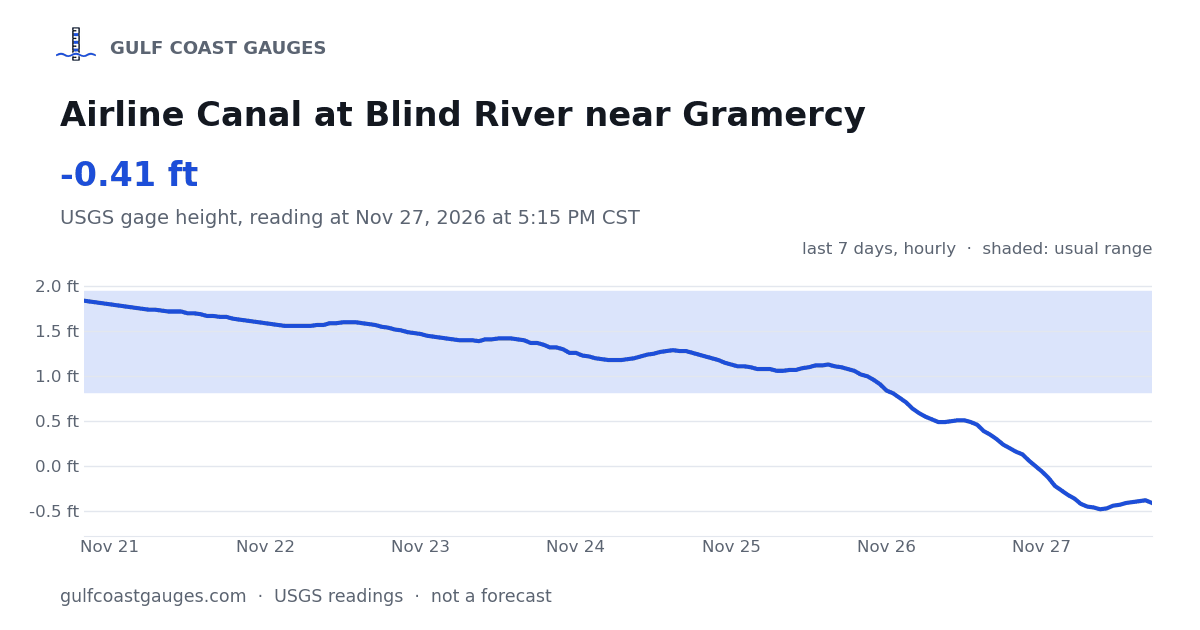 GULF COAST GAUGES
Airline Canal at Blind River near Gramercy
-0.41 ft
USGS gage height, reading at Nov 27, 2026 at 5:15 PM CST
last 7 days, hourly · shaded: usual range
2.0 ft
1.5 ft
1.0 ft
0.5 ft
0.0 ft
-0.5 ft
Nov 21 Nov 22 Nov 23 Nov 24 Nov 25 Nov 26 Nov 27
gulfcoastgauges.com · USGS readings · not a forecast